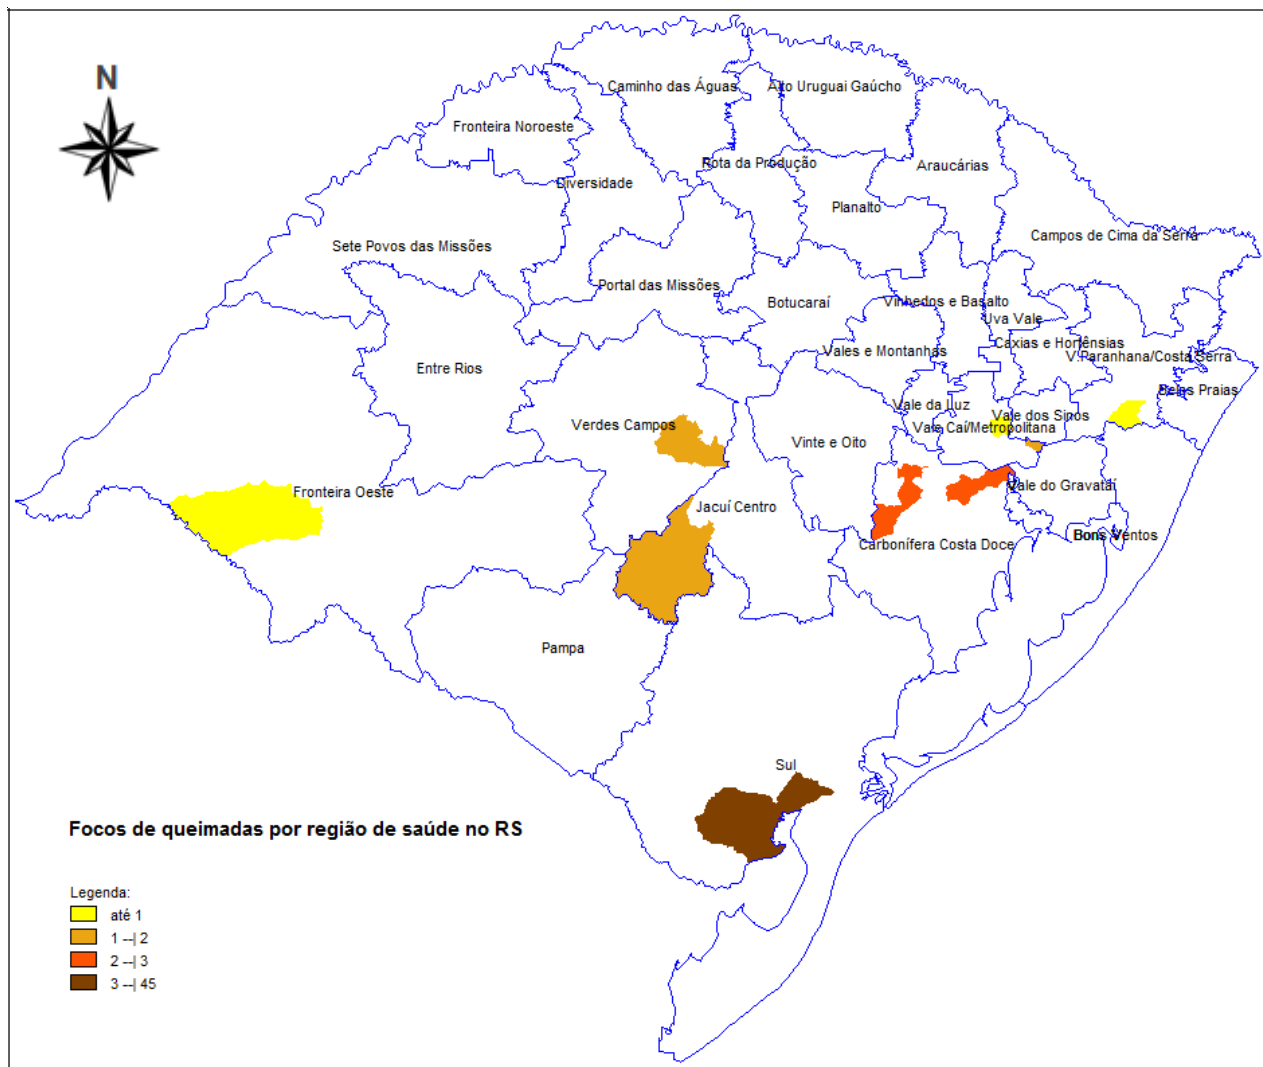 N
Caminho das Águas
Alto Uruguai Gaúcho
Fronteira Noroeste
Rota da Produção
Araucárias
Diversidade
Planalto
Campos de Cima da Serra
Sete Povos das Missões
Portal das Missões
Botucaraí
Vinhedos e Basalto
Uva Vale
Caxias e Hortênsias
Vales e Montanhas
V.Paranhana/Costa Serra
Entre Rios
Belas Praias
Vale da Luz
Vale dos Sinos
Verdes Campos
Vale Caí/Metropolitana
Vinte e Oito
Fronteira Oeste
Vale do Gravataí
Jacuí Centro
Carbonífera Costa Doce
Bons Ventos
Pampa
Sul
Focos de queimadas por região de saúde no RS
Legenda:
até 1
1 --| 2
2 --| 3
3 --| 45